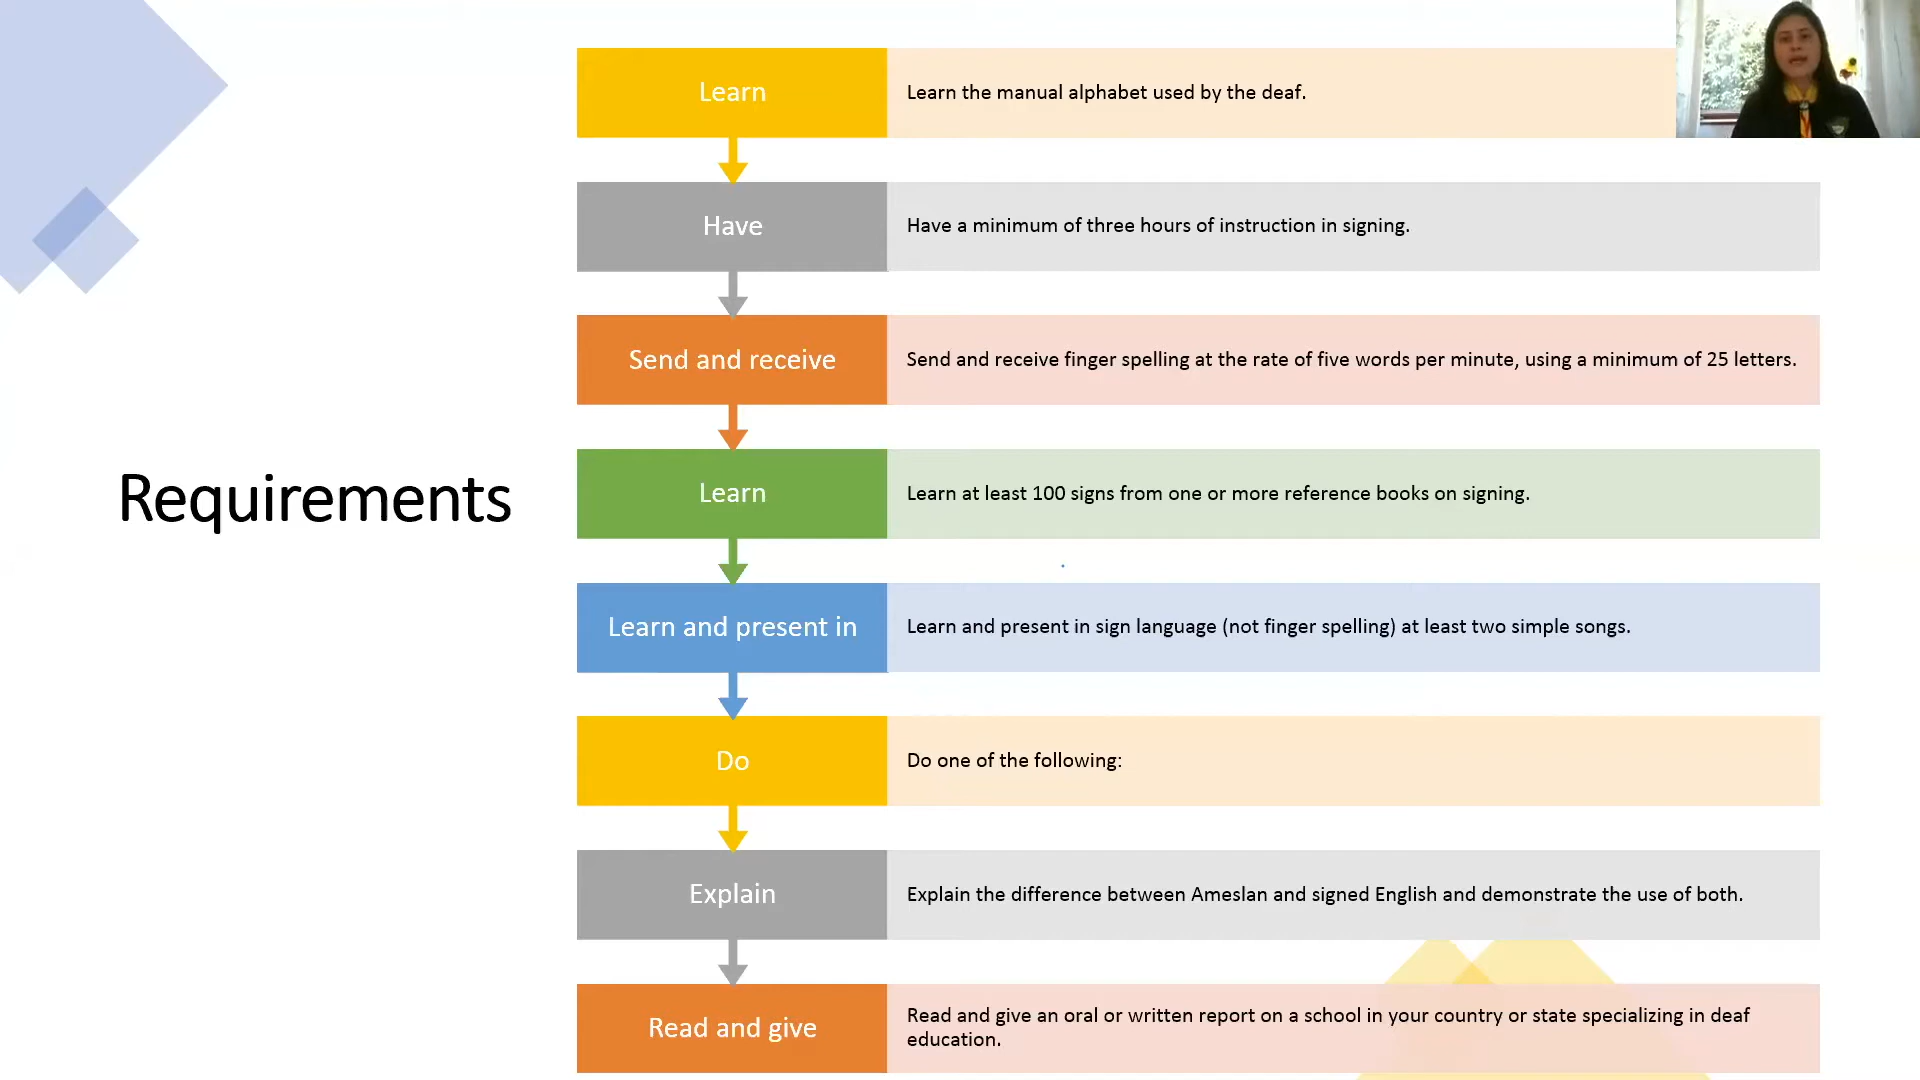 Requirements
Learn
Learn the manual alphabet used by the deaf.
Have
Have a minimum of three hours of instruction in signing.
Send and receive
Send and receive finger spelling at the rate of five words per minute, using a minimum of 25 letters.
Learn
Learn at least 100 signs from one or more reference books on signing.
Learn and present in
Learn and present in sign language (not finger spelling) at least two simple songs.
Do
Do one of the following:
Explain
Explain the difference between Ameslan and signed English and demonstrate the use of both.
Read and give
Read and give an oral or written report on a school in your country or state specializing in deaf
education.